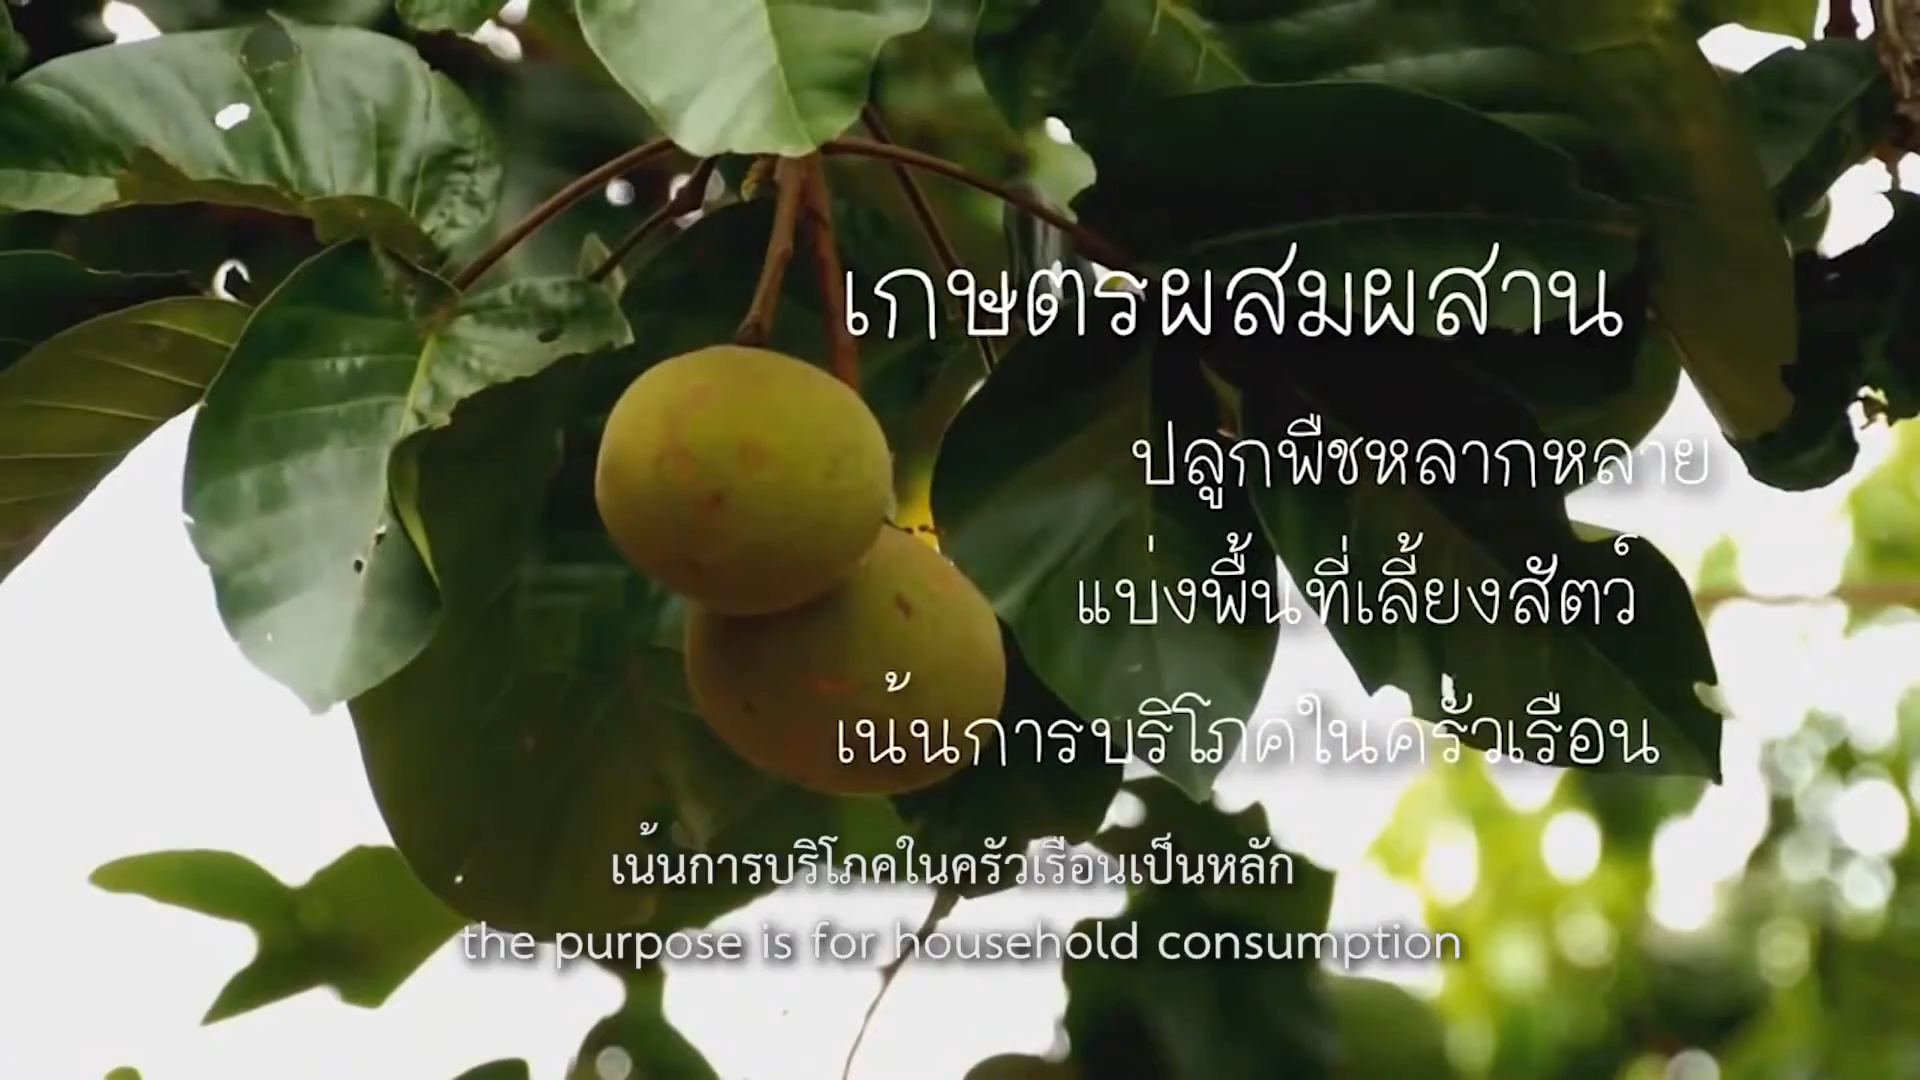 เกษตรผสมผสาน
ปลูกพืชหลากหลาย
แบ่งพื้นที่เลี้ยงสัตว์
เน้นการบริโภคในครัวเรือน
เน้นการบริโภคในครัวเรือนเป็นหลัก
the purpose is for household consumption